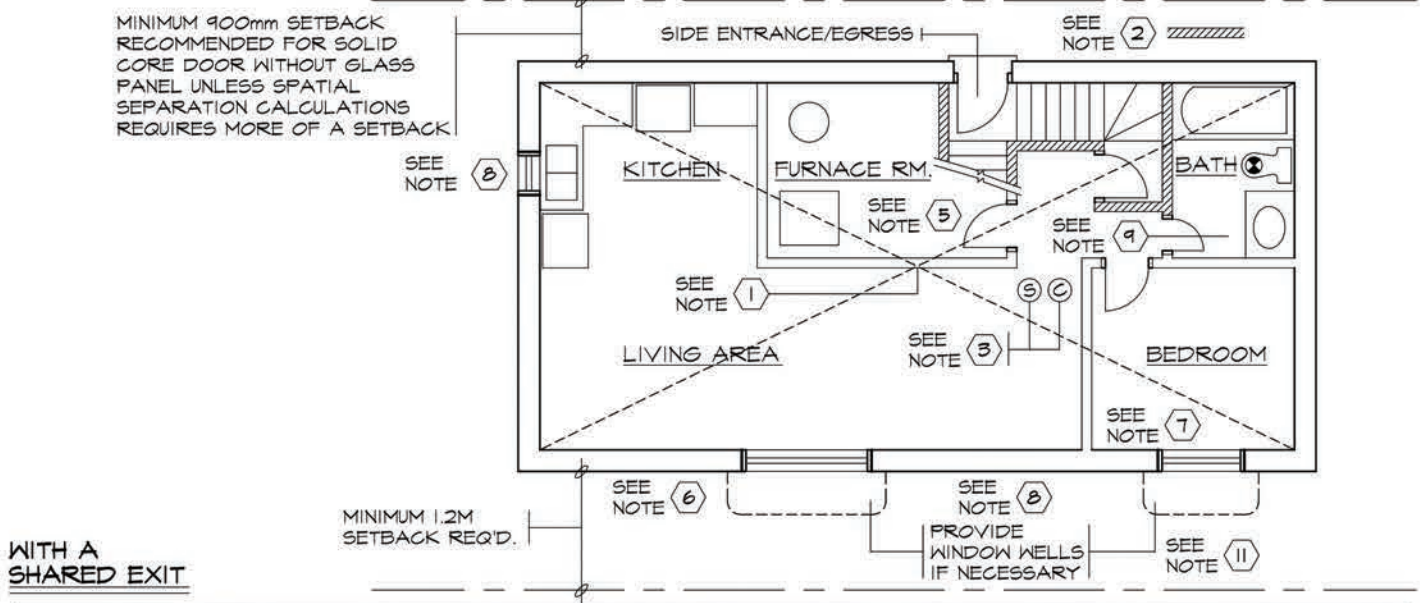 MINIMUM 900mm SETBACK
RECOMMENDED FOR SOLID
CORE DOOR WITHOUT GLASS
PANEL UNLESS SPATIAL
SEPARATION CALCULATIONS
REQUIRES MORE OF A SETBACK
SIDE ENTRANCE/EGRESS
SEE
NOTE 2
SEE
NOTE 8
KITCHEN
FURNACE RM.
BATH
SEE
NOTE 5
SEE
NOTE 9
SEE
NOTE 1
S C
SEE
NOTE 3
LIVING AREA
BEDROOM
SEE
NOTE 7
SEE
NOTE 6
SEE
NOTE 8
MINIMUM 1.2M
SETBACK REQ'D.
PROVIDE
WINDOW WELLS
IF NECESSARY
SEE
NOTE 11
WITH A
SHARED EXIT